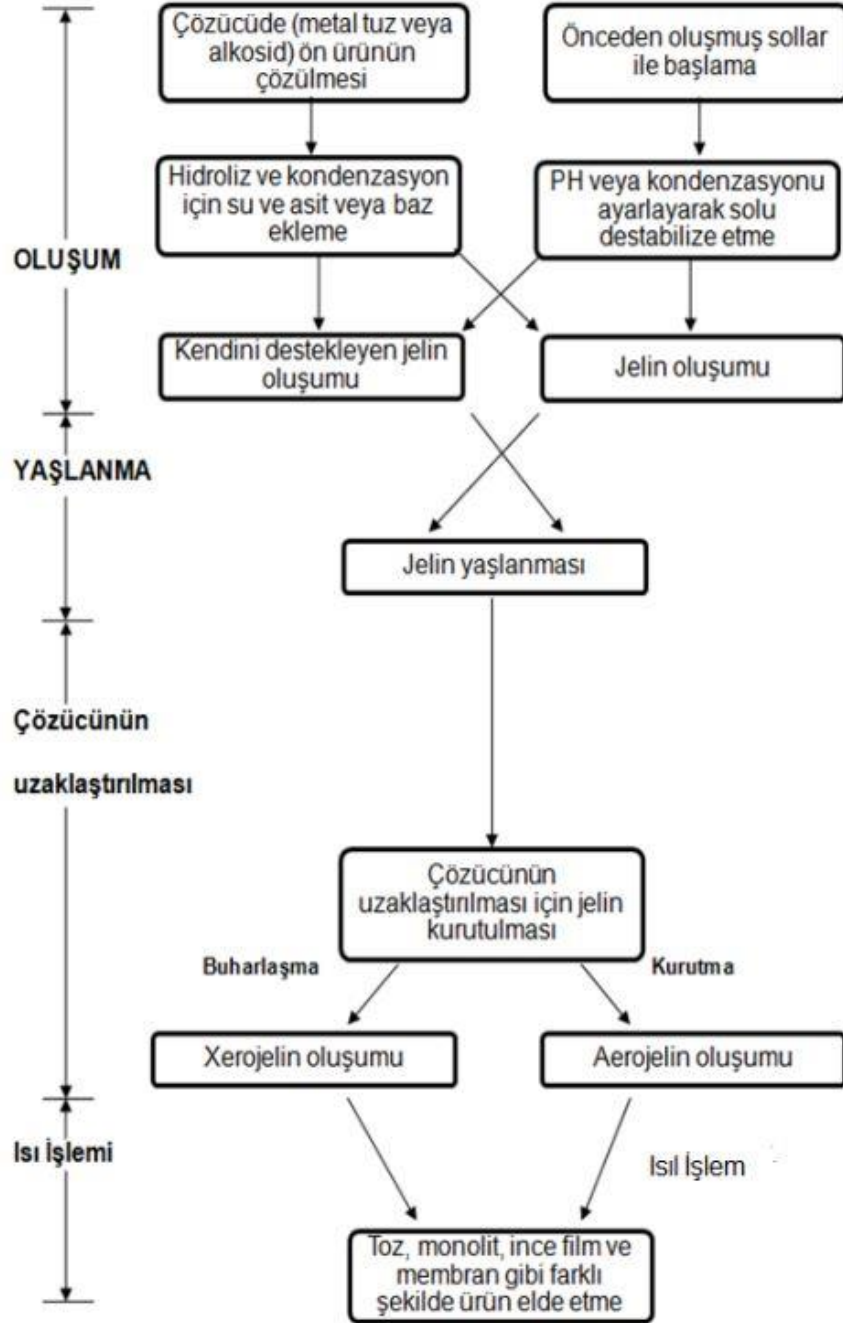 Çözücüde (metal tuz veya
alkosid) ön ürünün
çözülmesi
Önceden oluşmuş sollar
ile başlama
Hidroliz ve kondenzasyon
için su ve asit veya baz
ekleme
PH veya kondenzasyonu
ayarlayarak solu
destabilize etme
OLUŞUM
Kendini destekleyen jelin
oluşumu
Jelin oluşumu
YAŞLANMA
Jelin yaşlanması
Çözücünün
uzaklaştırılması
Çözücünün
uzaklaştırılması için jelin
kurutulması
Buharlaşma
Kurutma
Xerojelin oluşumu
Aerojelin oluşumu
Isı İşlemi
Isıl İşlem
Toz, monolit, ince film ve
membran gibi farklı
şekilde ürün elde etme